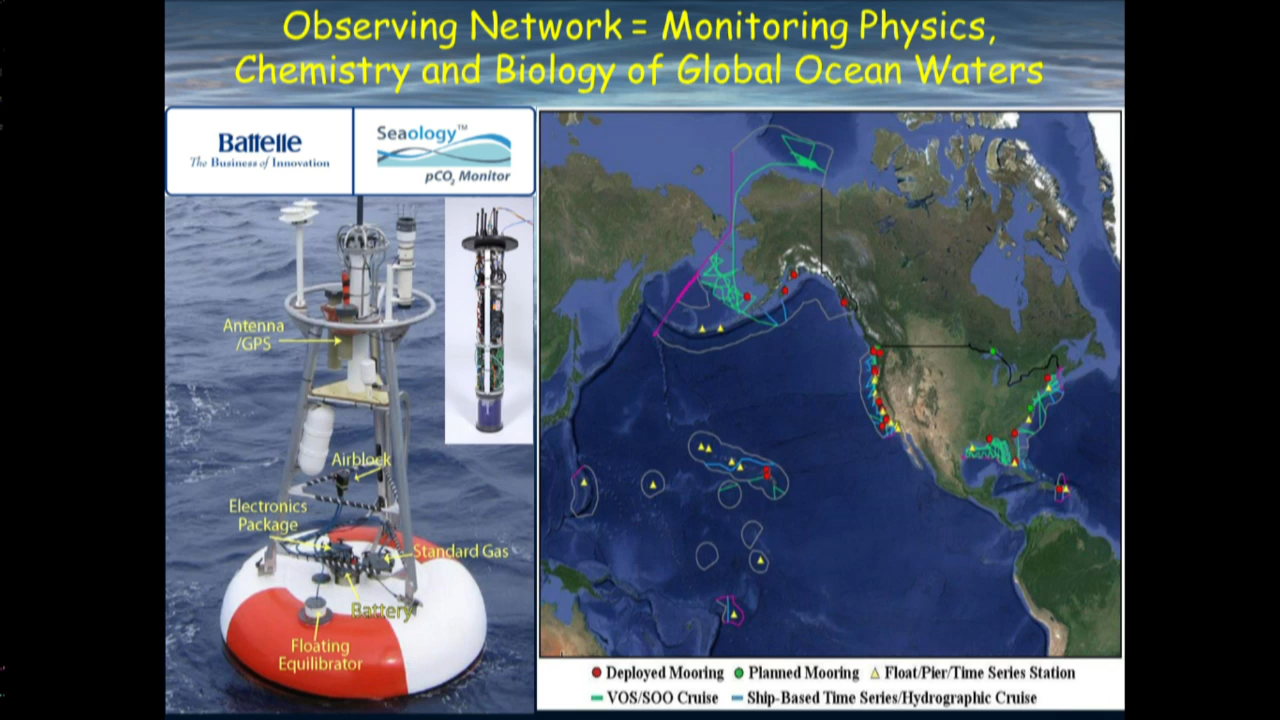 Observing Network = Monitoring Physics,
Chemistry and Biology of Global Ocean Waters
Battelle
The Business of Innovation
Seaology™
pCO₂ Monitor
Antenna
/GPS
Airblock
Electronics
Package
Standard Gas
Battery
Floating
Equilibrator
Deployed Mooring
Planned Mooring
Float/Pier/Time Series Station
VOS/SOO Cruise
Ship-Based Time Series/Hydrographic Cruise